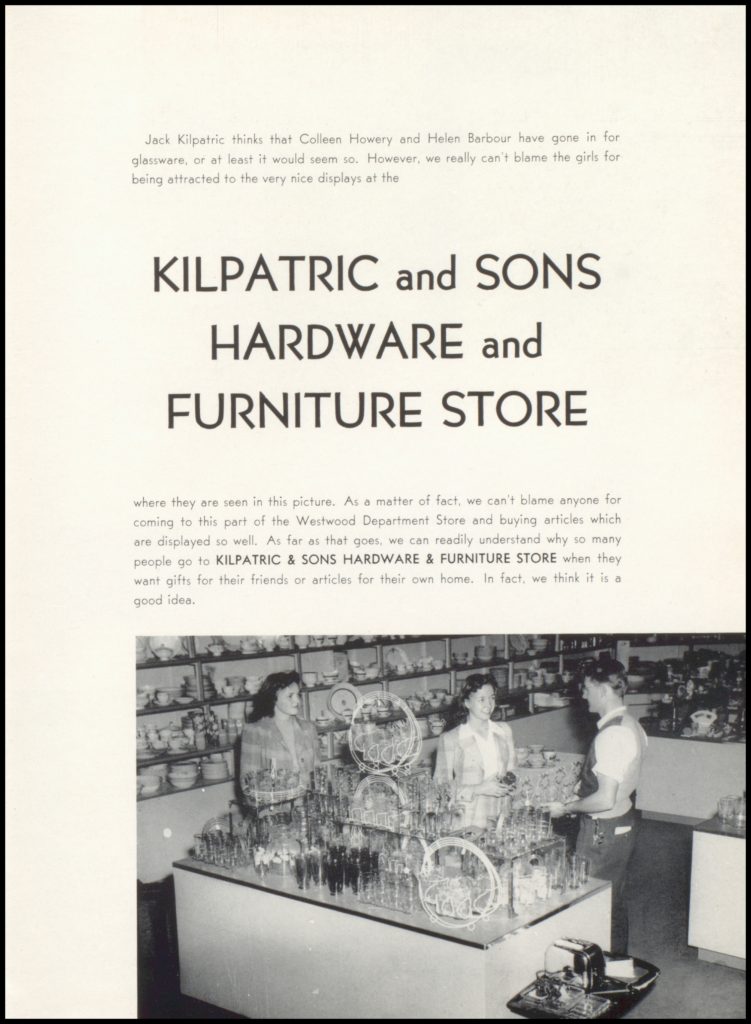 Jack Kilpatric thinks that Colleen Howery and Helen Barbour have gone in for
glassware, or at least it would seem so. However, we really can't blame the girls for
being attracted to the very nice displays at the
KILPATRIC and SONS
HARDWARE and
FURNITURE STORE
where they are seen in this picture. As a matter of fact, we can't blame anyone for
coming to this part of the Westwood Department Store and buying articles which
are displayed so well. As far as that goes, we can readily understand why so many
people go to KILPATRIC & SONS HARDWARE & FURNITURE STORE when they
want gifts for their friends or articles for their own home. In fact, we think it is a
good idea.